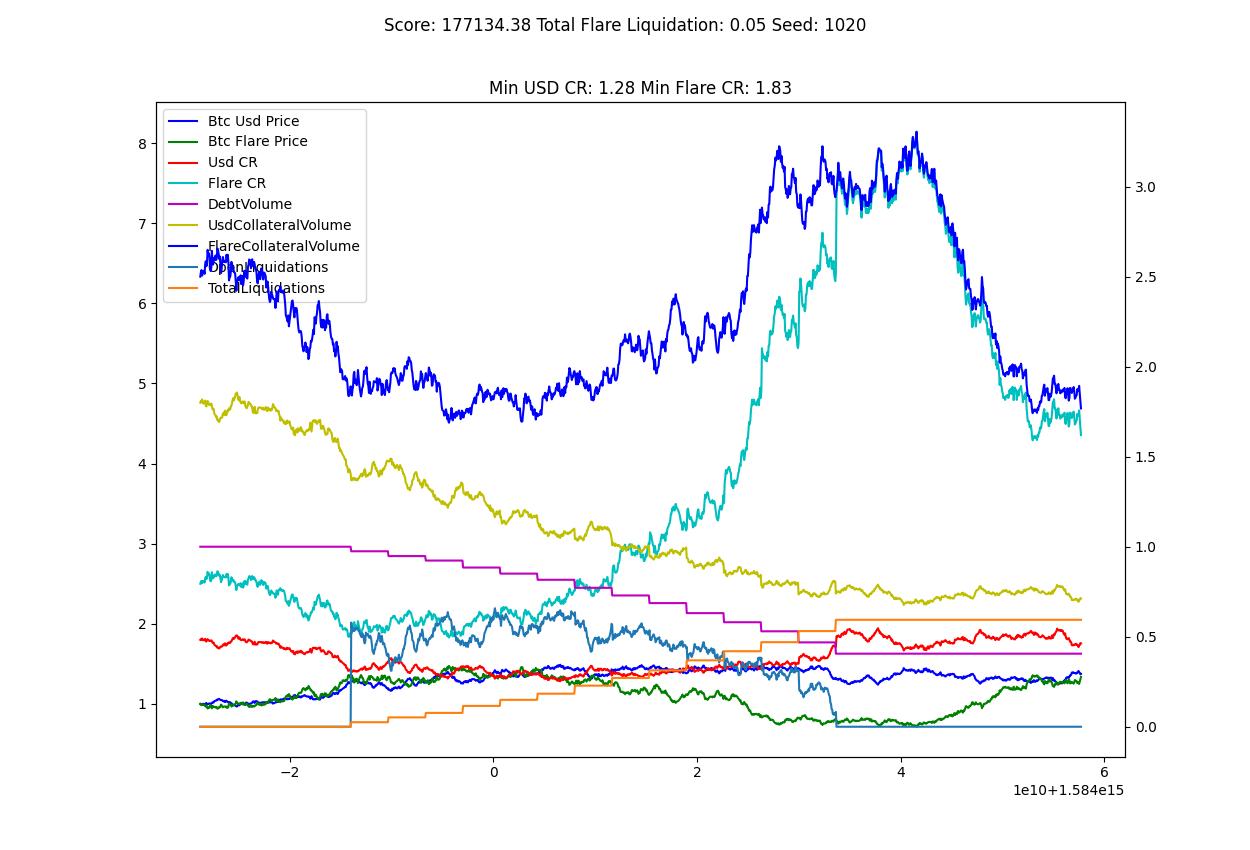 Score: 177134.38 Total Flare Liquidation: 0.05 Seed: 1020
Min USD CR: 1.28 Min Flare CR: 1.83
Btc Usd Price
Btc Flare Price
Usd CR
Flare CR
DebtVolume
UsdCollateralVolume
FlareCollateralVolume
OpenLiquidations
TotalLiquidations
8
7
6
5
4
3
2
1
3.0
2.5
2.0
1.5
1.0
0.5
0.0
−2
0
2
4
6
1e10+1.584e15